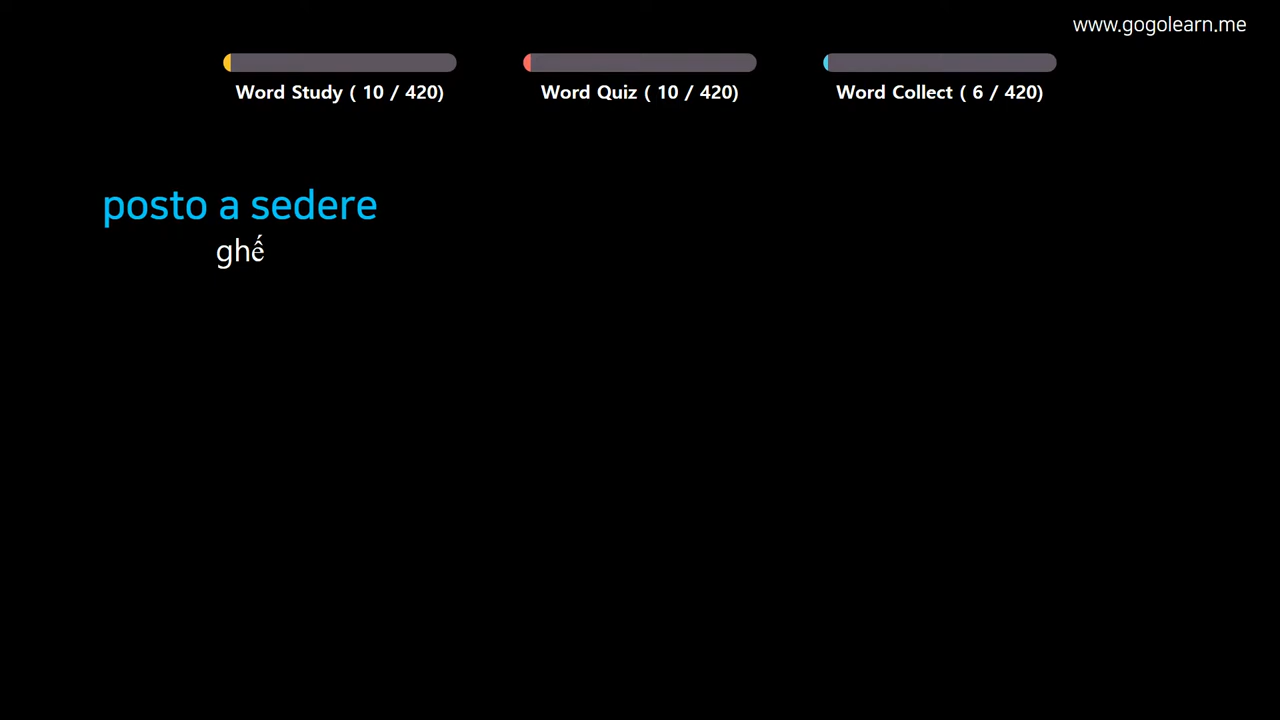 www.gogolearn.me
Word Study ( 10 / 420)
Word Quiz ( 10 / 420)
Word Collect ( 6 / 420)
posto a sedere
ghế